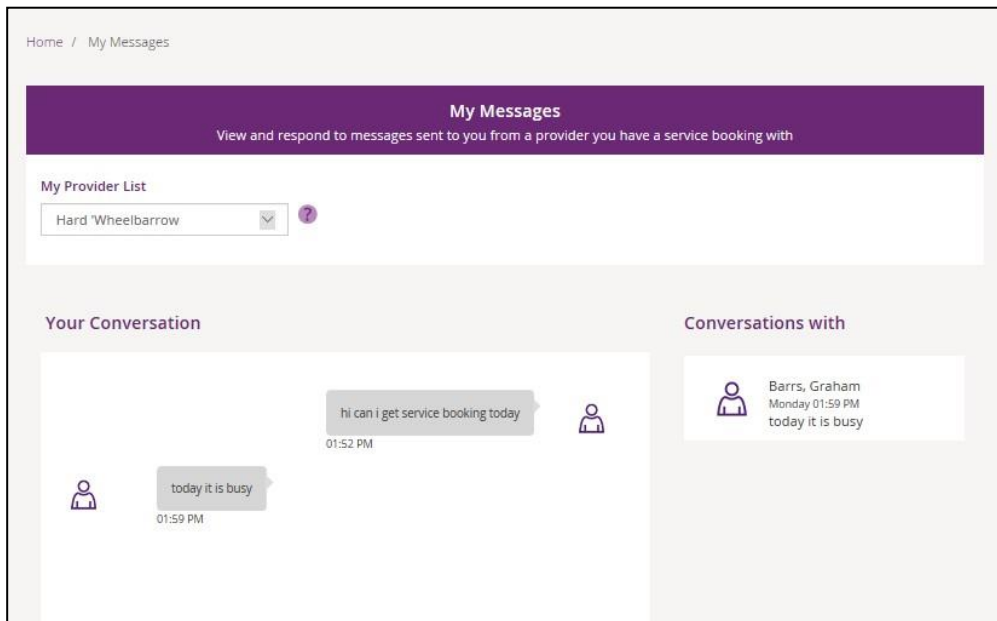 Home / My Messages
My Messages
View and respond to messages sent to you from a provider you have a service booking with
My Provider List
Hard 'Wheelbarrow
?
Your Conversation
hi can i get service booking today
01:52 PM
today it is busy
01:59 PM
Conversations with
Barrs, Graham
Monday 01:59 PM
today it is busy